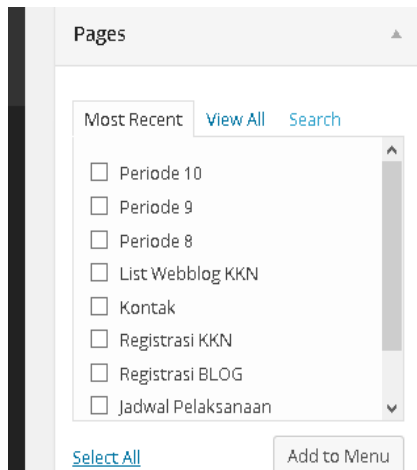 Pages
Most Recent View All Search
Periode 10
Periode 9
Periode 8
List Webblog KKN
Kontak
Registrasi KKN
Registrasi BLOG
Jadwal Pelaksanaan
Select All Add to Menu